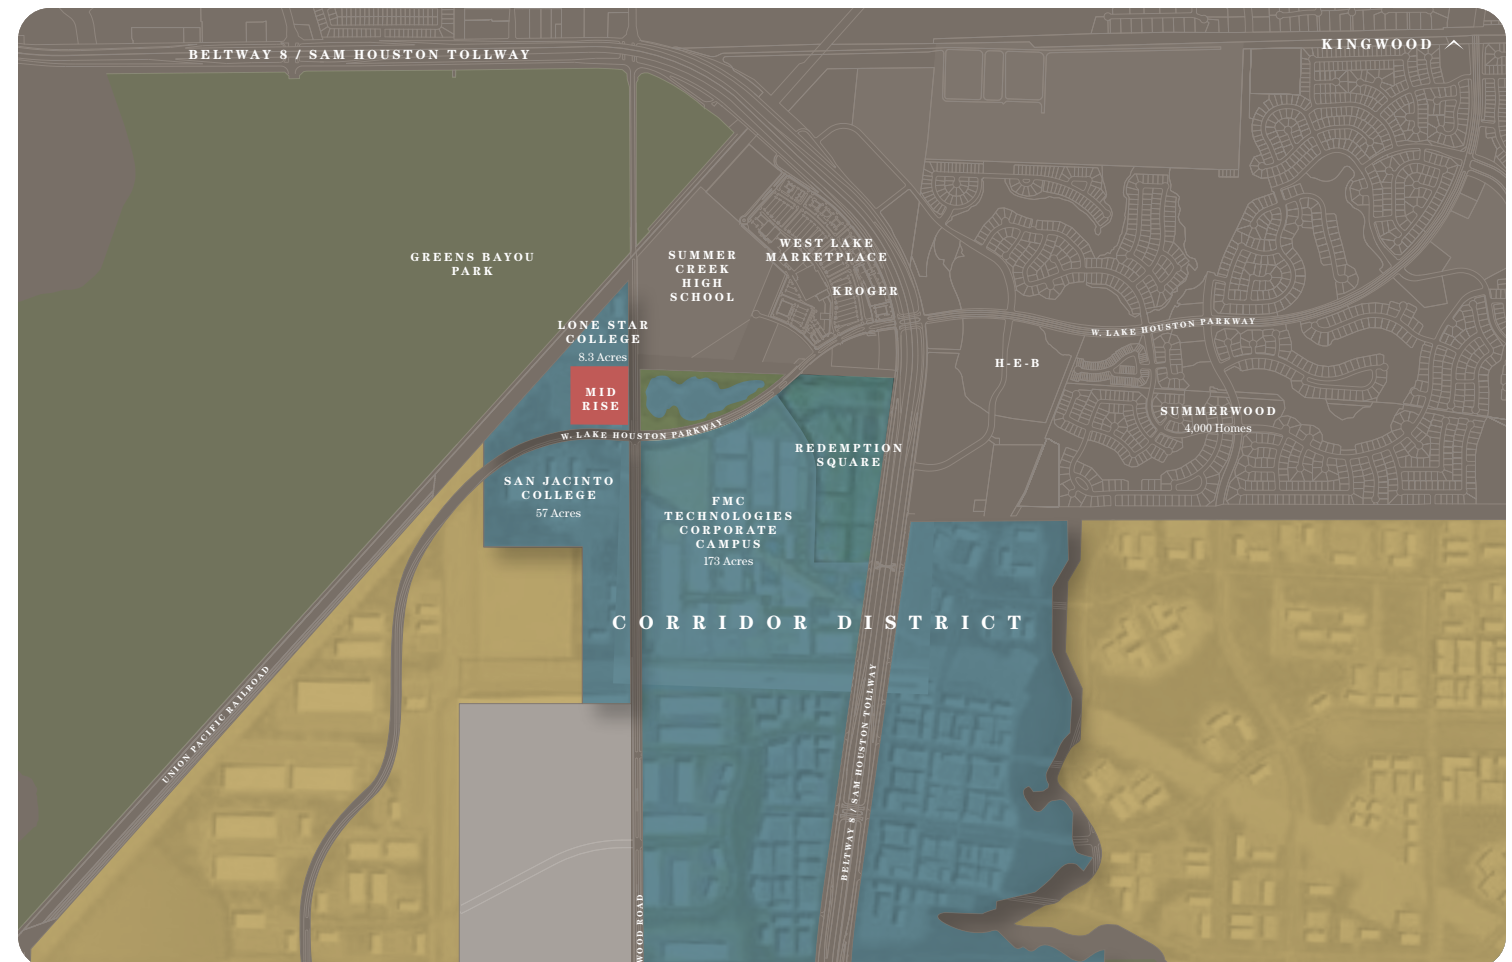 BELTWAY 8 / SAM HOUSTON TOLLWAY
KINGWOOD
GREENS BAYOU
PARK
SUMMER
CREEK
HIGH
SCHOOL
WEST LAKE
MARKETPLACE
KROGER
LONE STAR
COLLEGE
8.3 Acres
MID
RISE
W. LAKE HOUSTON PARKWAY
W. LAKE HOUSTON PARKWAY
H-E-B
SUMMERWOOD
4,000 Homes
REDEMPTION
SQUARE
SAN JACINTO
COLLEGE
57 Acres
FMC
TECHNOLOGIES
CORPORATE
CAMPUS
173 Acres
CORRIDOR DISTRICT
UNION PACIFIC RAILROAD
BELTWAY 8 / SAM HOUSTON TOLLWAY
WOOD ROAD